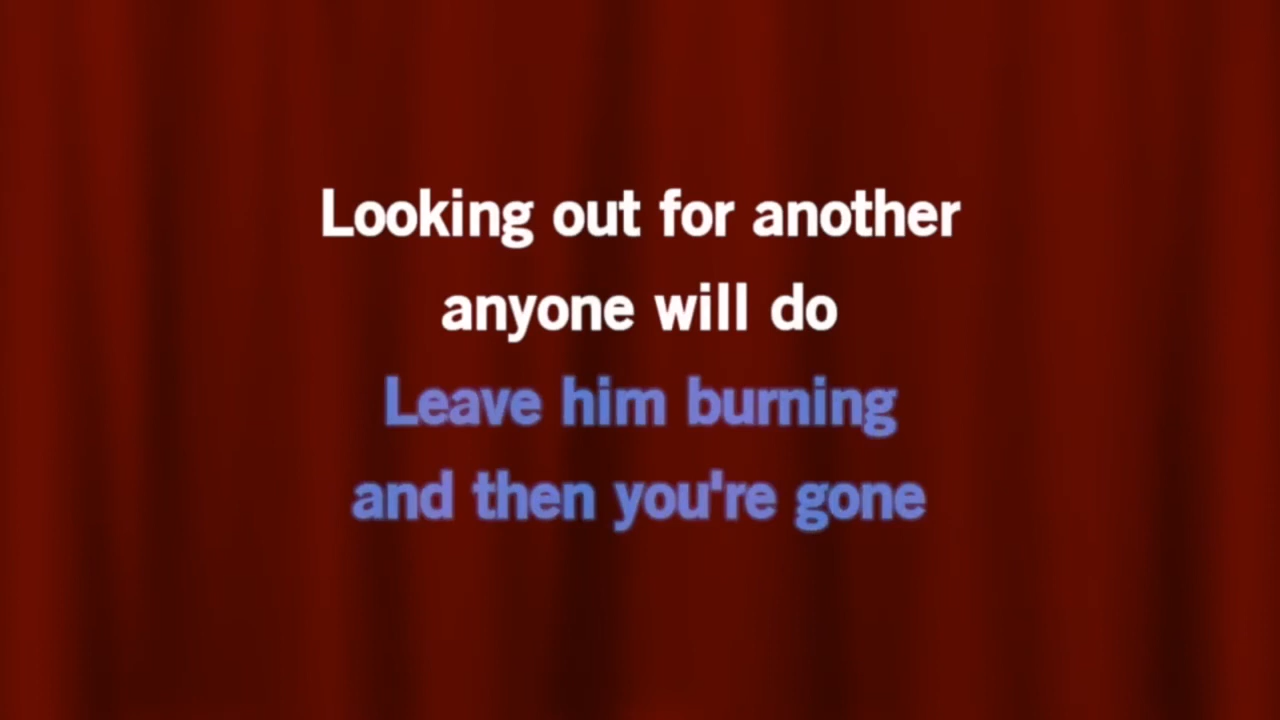 Looking out for another
anyone will do
Leave him burning
and then you're gone